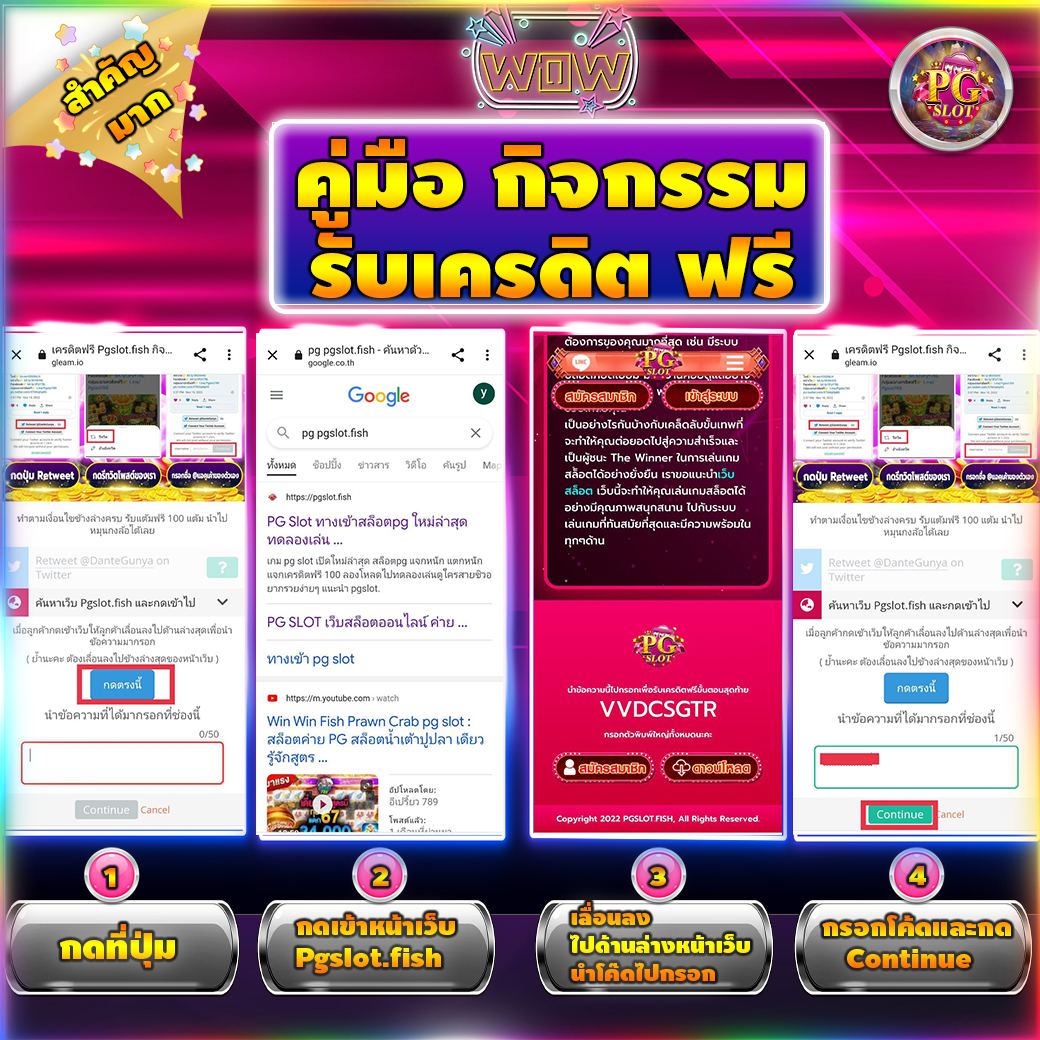 สำคัญ
มาก
WOW
PG
SLOT
คู่มือ กิจกรรม
รับเครดิต ฟรี
เครดิตฟรี Pgslot.fish กิจ...
gleam.io
กดปุ่ม Retweet
กดรีทวิตโพสต์ของเรา
ทำตามเงื่อนไขข้างล่างครบ รับแต้มฟรี 100 แต้ม นำไป
หมุนกงล้อได้เลย
Retweet @DanteGunya on
Twitter
?
ค้นหาเว็บ Pgslot.fish และกดเข้าไป
เมื่อลูกค้ากดเข้าเว็บให้ลูกค้าเลื่อนลงไปด้านล่างสุดเพื่อนำ
ข้อความมากรอก
( ย้ำนะคะ ต้องเลื่อนลงไปข้างล่างสุดของหน้าเว็บ )
กดตรงนี้
นำข้อความที่ได้มากรอกที่ช่องนี้
0/50
Continue
Cancel
pg pgslot.fish - ค้นหาด้ว...
google.co.th
Google
y
pg pgslot.fish
ทั้งหมด ช็อปปิ้ง ข่าวสาร วิดีโอ ค้นรูป Map
https://pgslot.fish
PG Slot ทางเข้าสล็อตpg ใหม่ล่าสุด
ทดลองเล่น ...
เกม pg slot เปิดใหม่ล่าสุด สล็อตpg แจกหนัก แตกหนัก
แจกเครดิตฟรี 100 ลองโหลดไปทดลองเล่นดูใครสายชิวอ
ยากรวยง่ายๆ แนะนำ pgslot.
PG SLOT เว็บสล็อตออนไลน์ ค่าย ...
ทางเข้า pg slot
https://m.youtube.com › watch
Win Win Fish Prawn Crab pg slot :
สล็อตค่าย PG สล็อตน้ำเต้าปูปลา เดียว
รู้จักสูตร ...
อัปโหลดโดย:
อีเปรี้ยว 789
โพสต์แล้ว:
ต้องการของคุณมากที่สุด เช่น มีระบบ
LINE
PG
SLOT
สมัครสมาชิก
เข้าสู่ระบบ
เป็นอย่างไรกันบ้างกับเคล็ดลับขั้นเทพที่
จะทำให้คุณต่อยอดไปสู่ความสำเร็จและ
เป็นผู้ชนะ The Winner ในการเล่นเกม
สล็อตได้อย่างยั่งยืน เราขอแนะนำเว็บ
สล็อต เว็บนี้จะทำให้คุณเล่นเกมสล็อตได้
อย่างมีคุณภาพสนุกสนาน ไปกับระบบ
เล่นเกมที่ทันสมัยที่สุดและมีความพร้อมใน
ทุกๆด้าน
PG
SLOT
นำข้อความนี้ไปกรอกเพื่อรับเครดิตฟรีขั้นตอนสุดท้าย
VVDCSGTR
กรอกตัวพิมพ์ใหญ่ทั้งหมดนะคะ
สมัครสมาชิก
ดาวน์โหลด
Copyright 2022 PGSLOT.FISH, All Rights Reserved.
เครดิตฟรี Pgslot.fish กิจ...
gleam.io
กดปุ่ม Retweet
กดรีทวิตโพสต์ของเรา
ทำตามเงื่อนไขข้างล่างครบ รับแต้มฟรี 100 แต้ม นำไป
หมุนกงล้อได้เลย
Retweet @DanteGunya on
Twitter
?
ค้นหาเว็บ Pgslot.fish และกดเข้าไป
เมื่อลูกค้ากดเข้าเว็บให้ลูกค้าเลื่อนลงไปด้านล่างสุดเพื่อนำ
ข้อความมากรอก
( ย้ำนะคะ ต้องเลื่อนลงไปข้างล่างสุดของหน้าเว็บ )
กดตรงนี้
นำข้อความที่ได้มากรอกที่ช่องนี้
1/50
Continue
ancel
1
กดที่ปุ่ม
2
กดเข้าหน้าเว็บ
Pgslot.fish
3
เลื่อนลง
ไปด้านล่างหน้าเว็บ
นำโค๊ดไปกรอก
4
กรอกโค้ดและกด
Continue